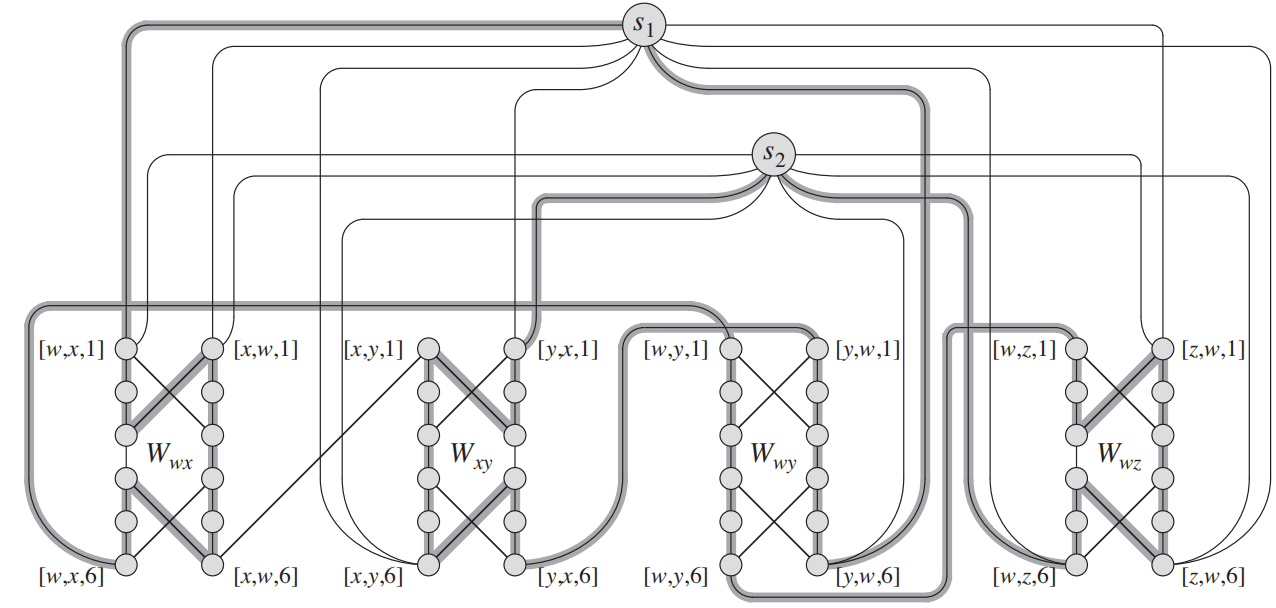 s1
s2
[w,x,1] [x,w,1] [x,y,1] [y,x,1] [w,y,1] [y,w,1] [w,z,1] [z,w,1]
Wwx Wxy Wwy Wwz
[w,x,6] [x,w,6] [x,y,6] [y,x,6] [w,y,6] [y,w,6] [w,z,6] [z,w,6]